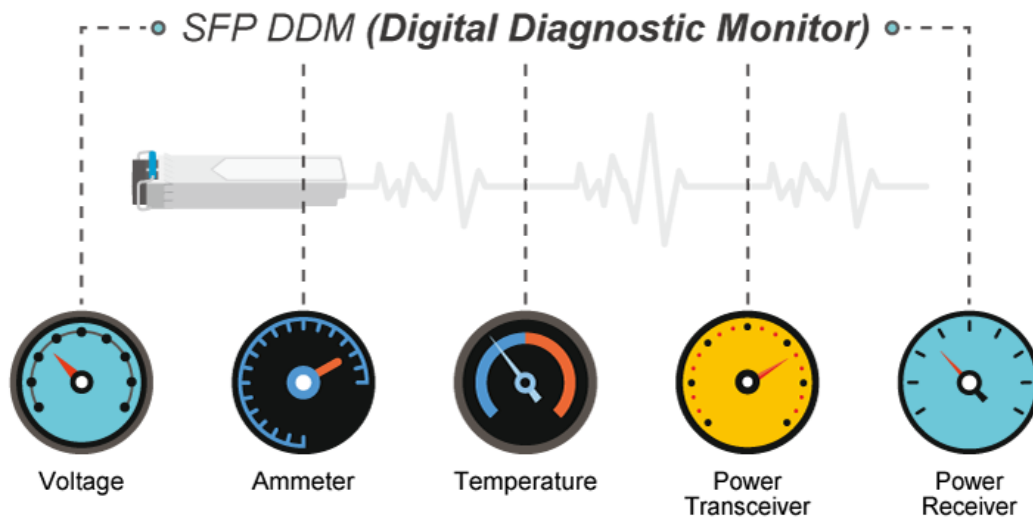 SFP DDM (Digital Diagnostic Monitor)
Voltage
Ammeter
Temperature
Power
Transceiver
Power
Receiver